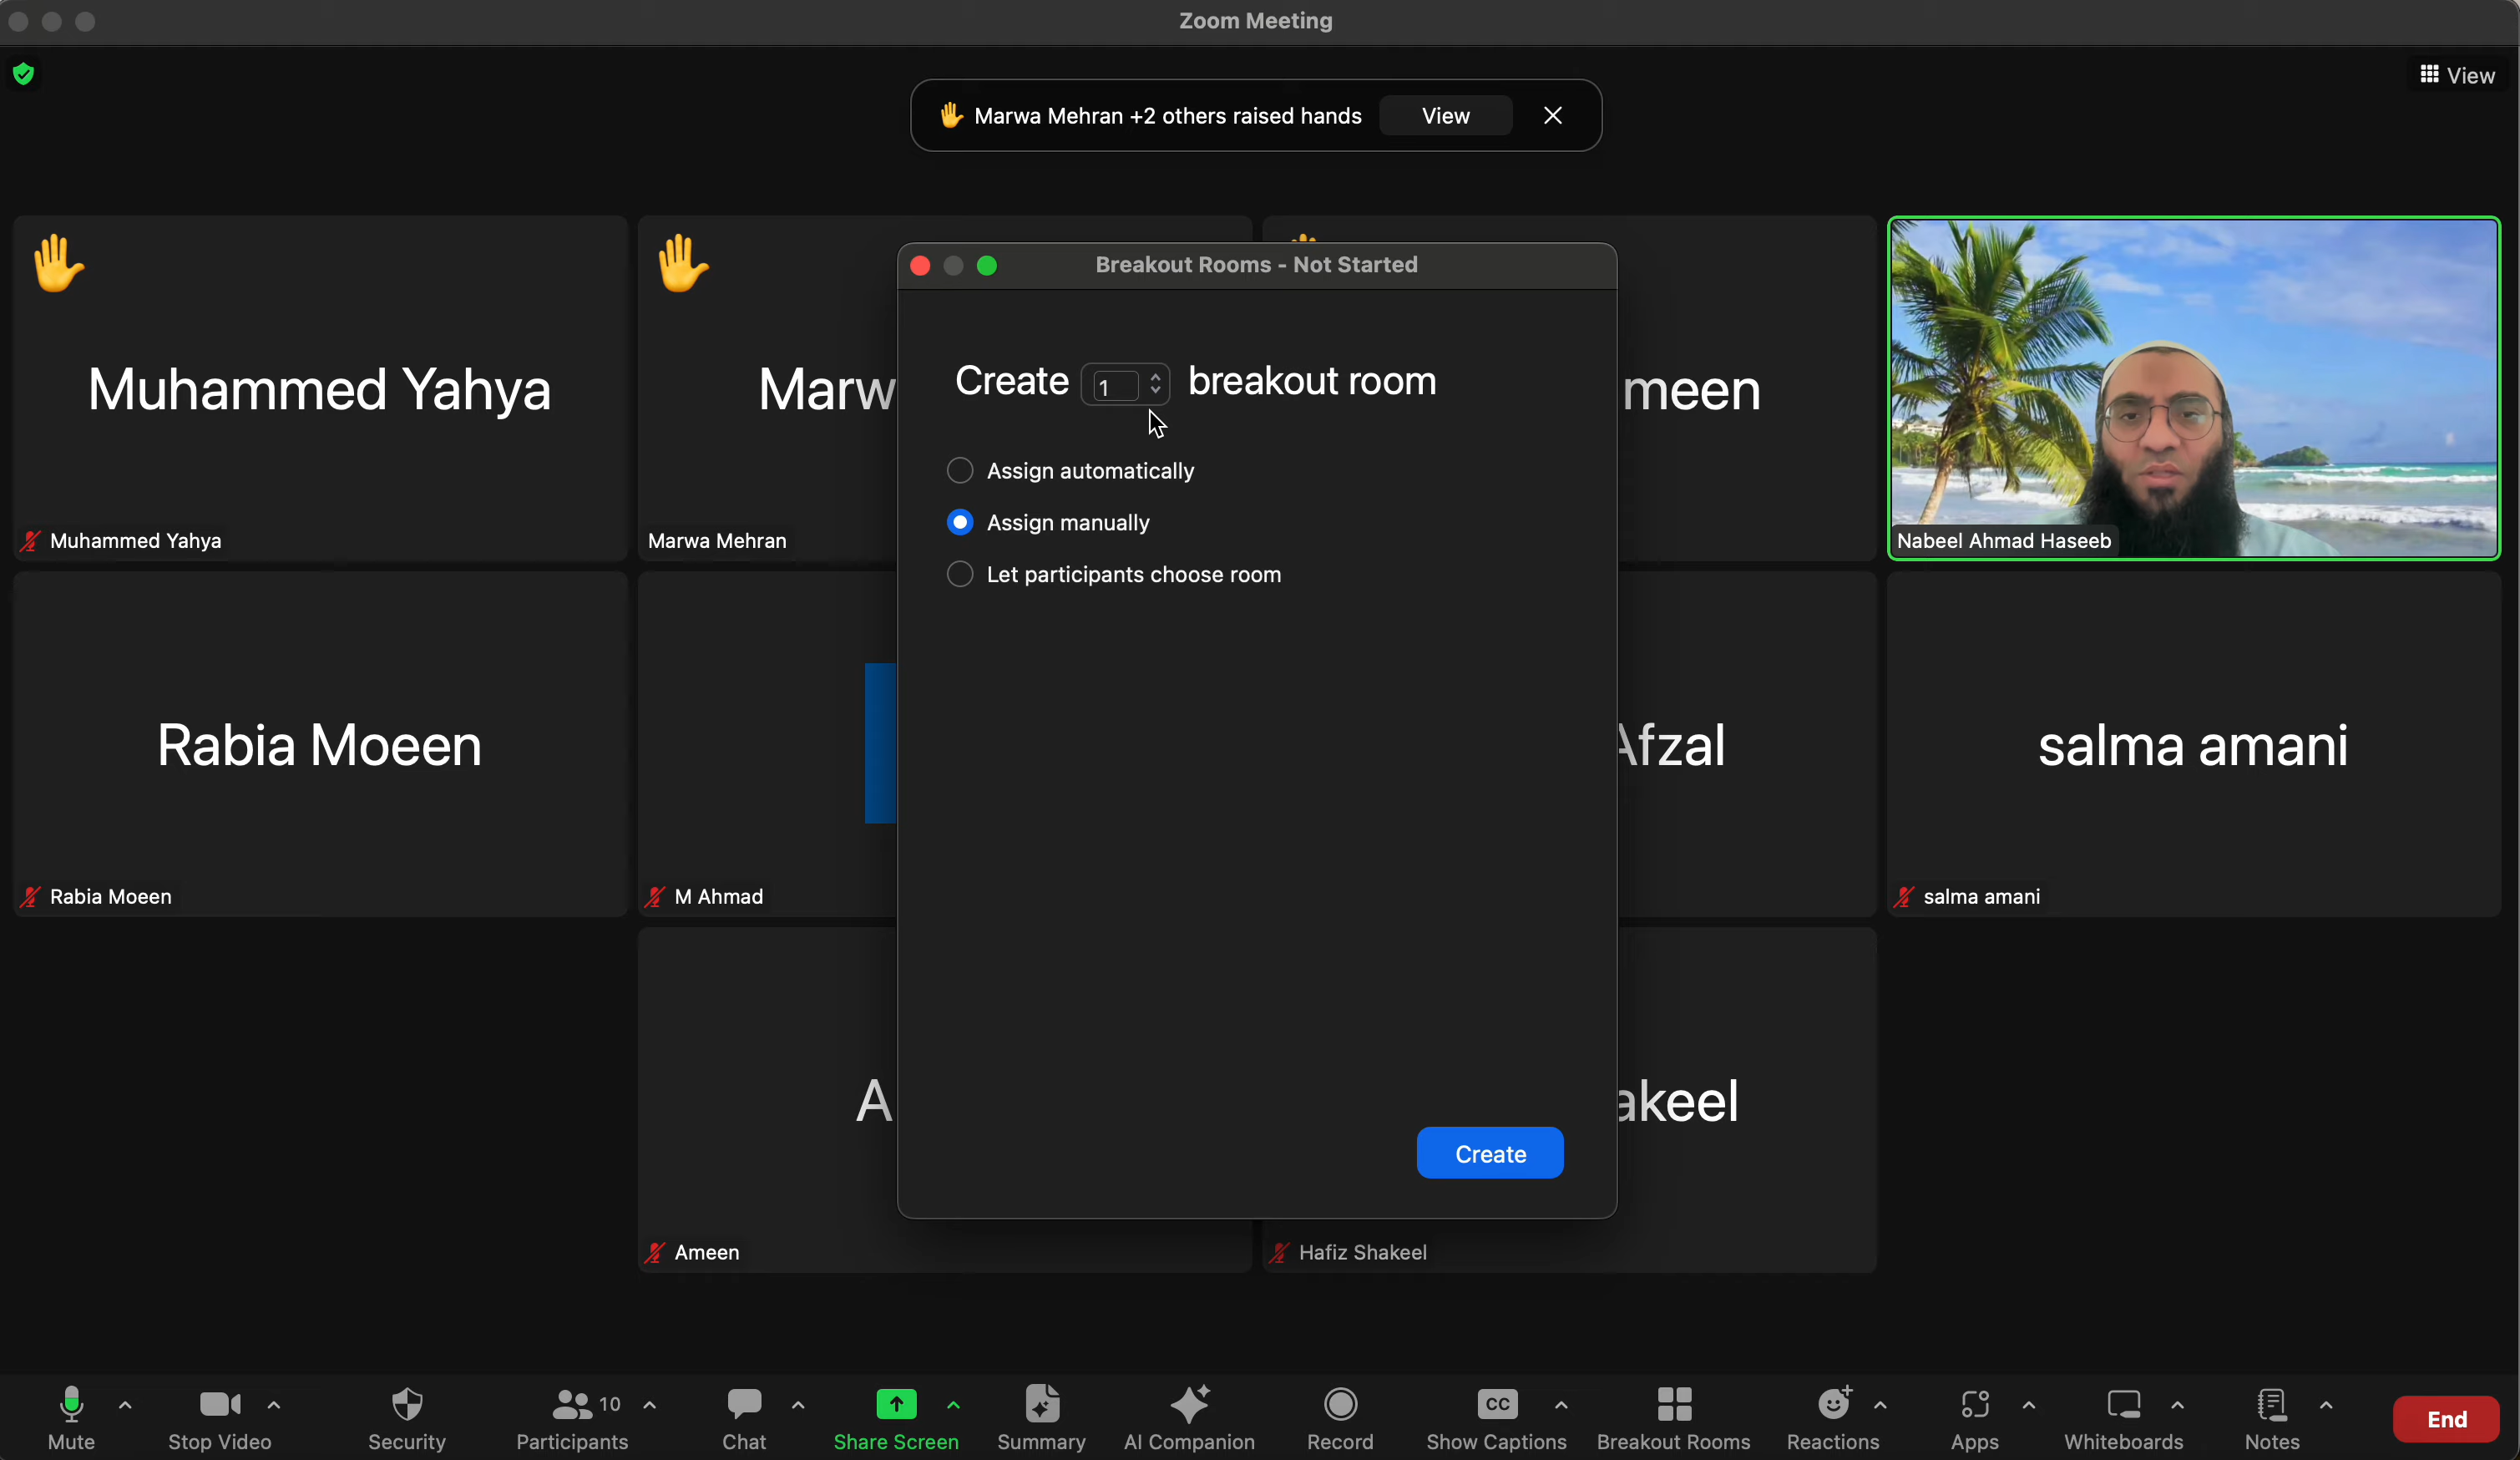 Zoom Meeting
View
Marwa Mehran +2 others raised hands View
Muhammed Yahya
Muhammed Yahya
Marw
Marwa Mehran
meen
Nabeel Ahmad Haseeb
Breakout Rooms - Not Started
Create 1 breakout room
Assign automatically
Assign manually
Let participants choose room
Create
Rabia Moeen
Rabia Moeen
M Ahmad
Afzal
salma amani
salma amani
A
Ameen
akeel
Hafiz Shakeel
10
CC
Mute
Stop Video
Security
Participants
Chat
Share Screen
Summary
AI Companion
Record
Show Captions
Breakout Rooms
Reactions
Apps
Whiteboards
Notes
End